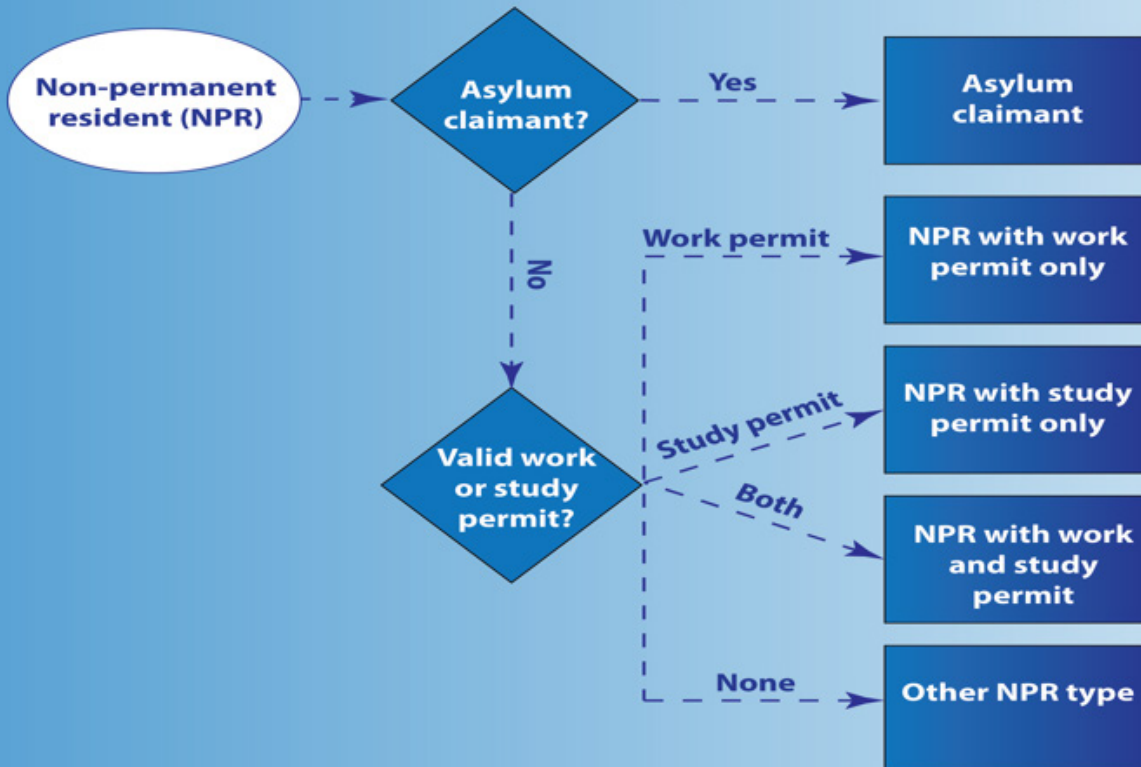 Non-permanent
resident (NPR)
Asylum
claimant?
Yes
Asylum
claimant
No
Work permit
NPR with work
permit only
Valid work
or study
permit?
Study permit
NPR with study
permit only
Both
NPR with work
and study
permit
None
Other NPR type